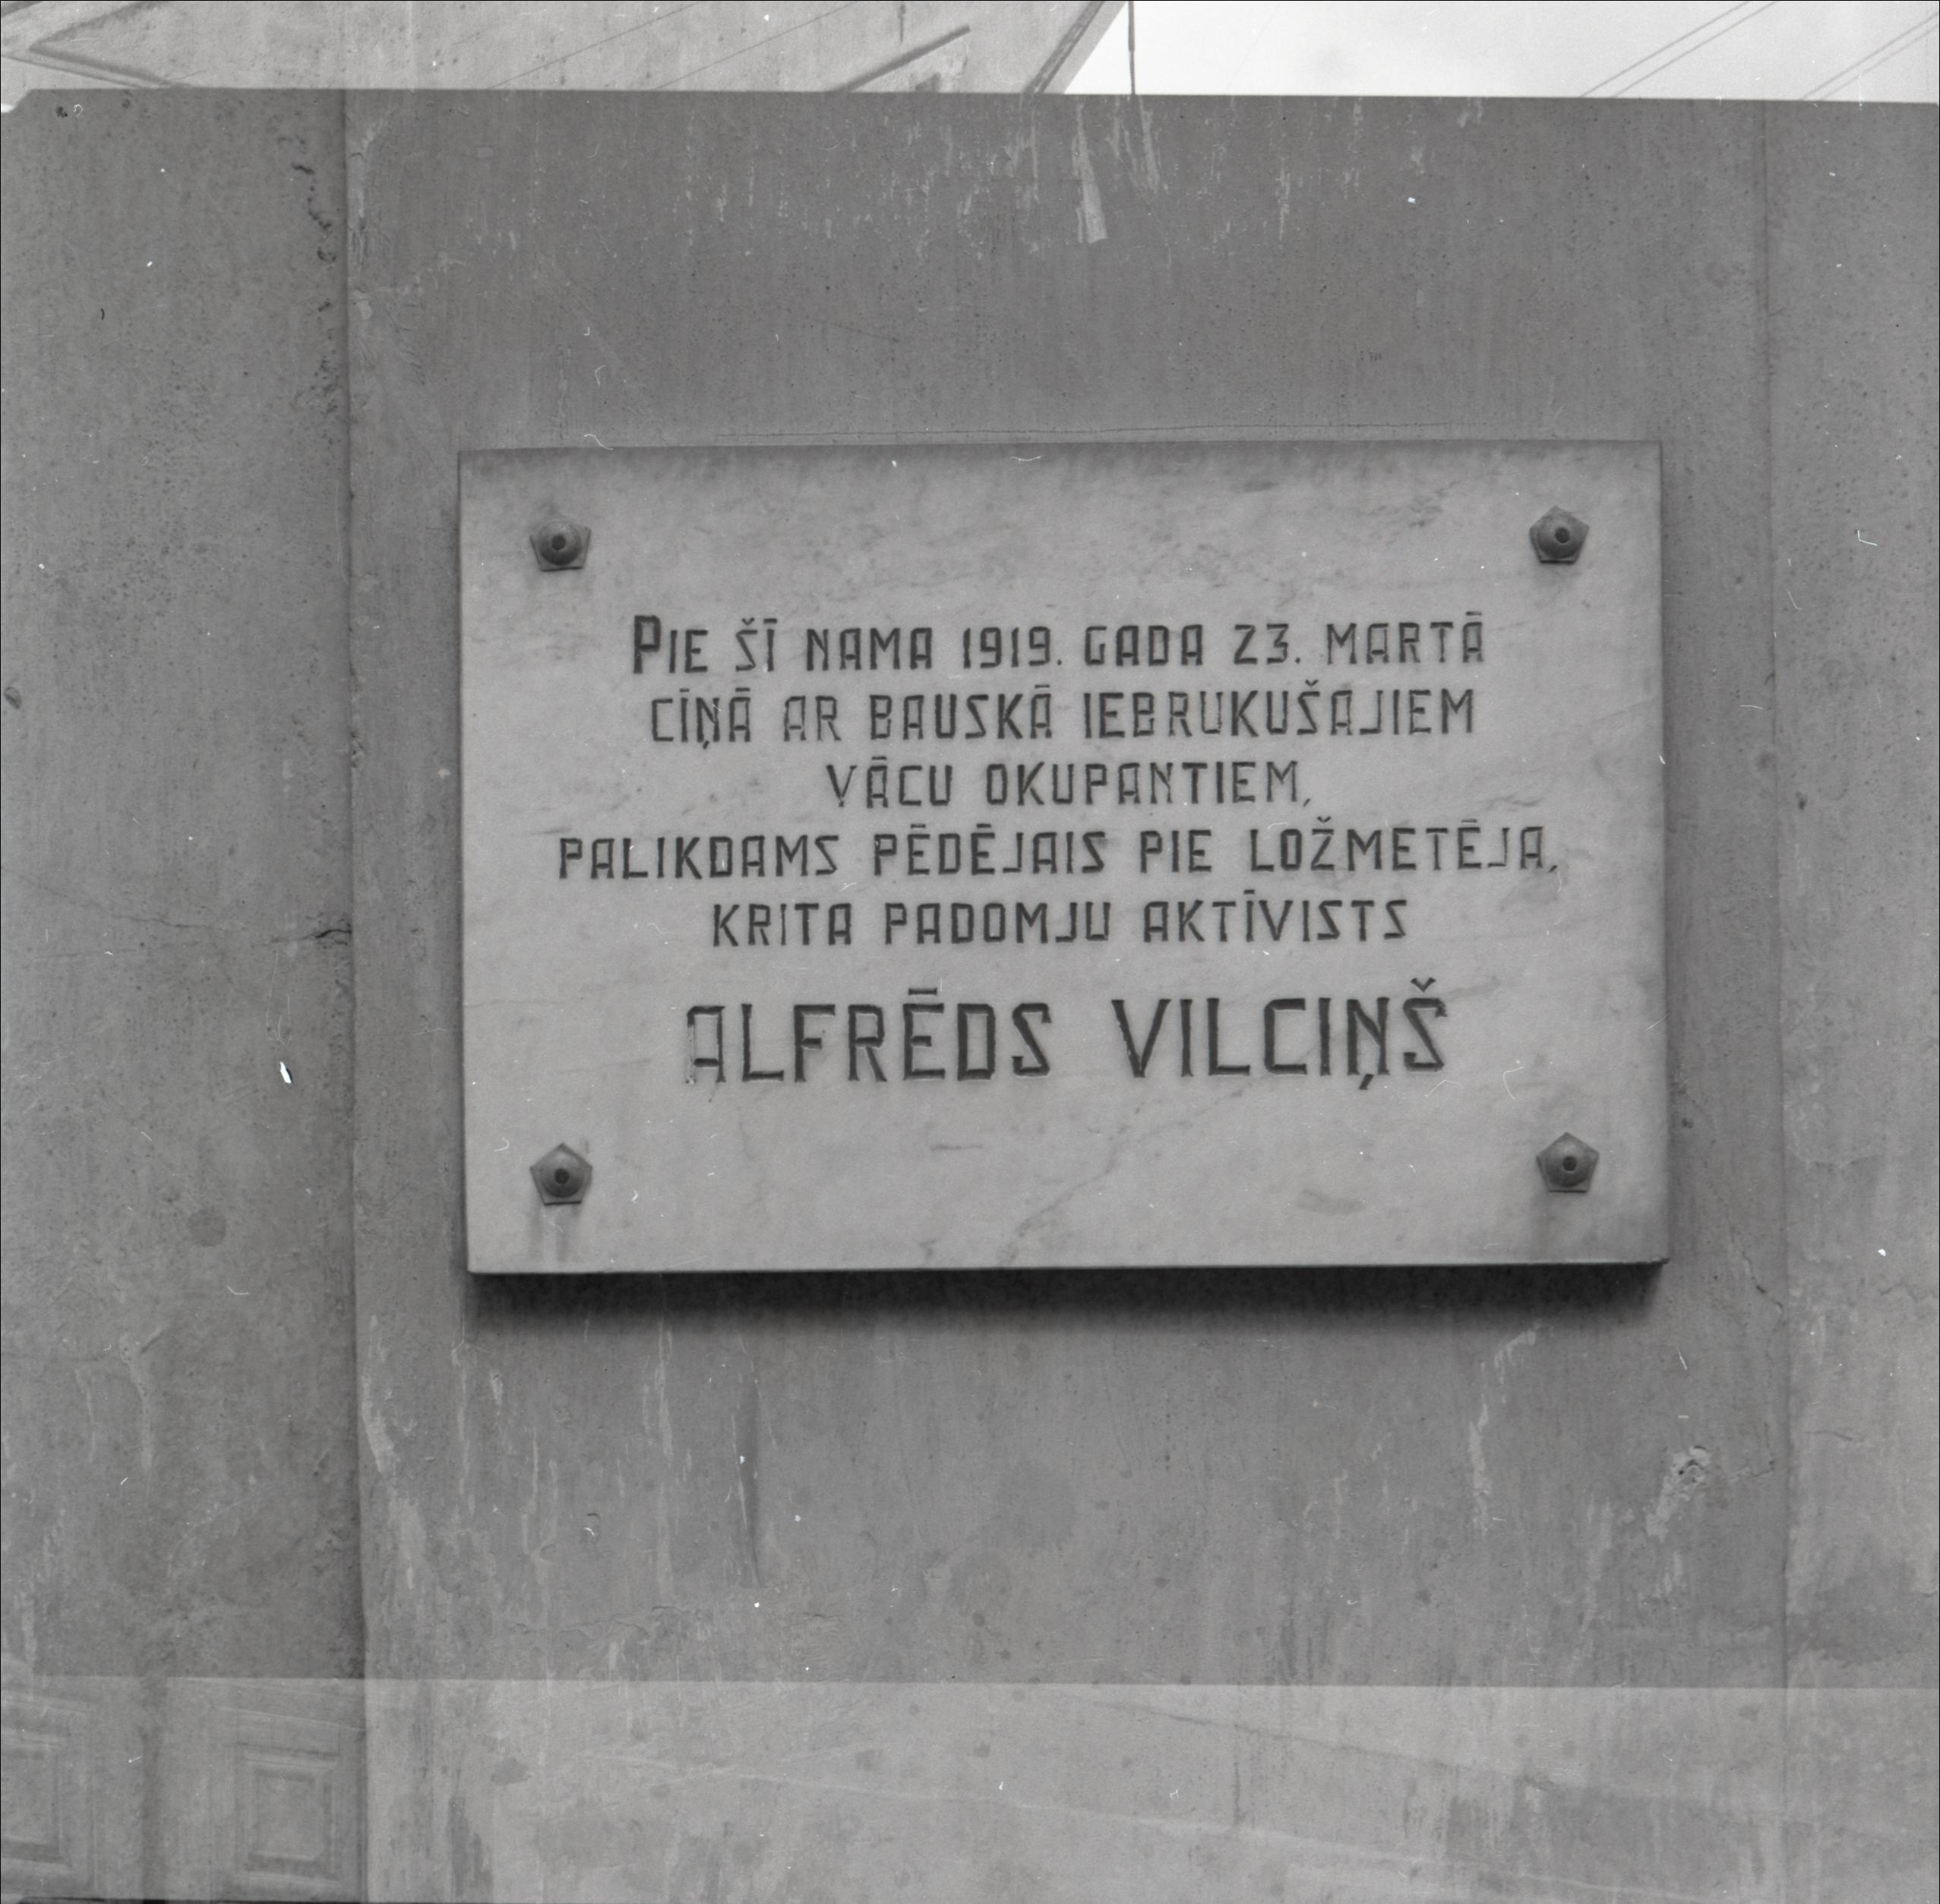 PIE ŠĪ NAMA 1919. GADA 23. MARTĀ
CĪŅĀ AR BAUSKĀ IEBRUKUŠAJIEM
VĀCU OKUPANTIEM,
PALIKDAMS PĒDĒJAIS PIE LOŽMETĒJA,
KRITA PADOMJU AKTĪVISTS
ALFRĒDS VILCIŅŠ